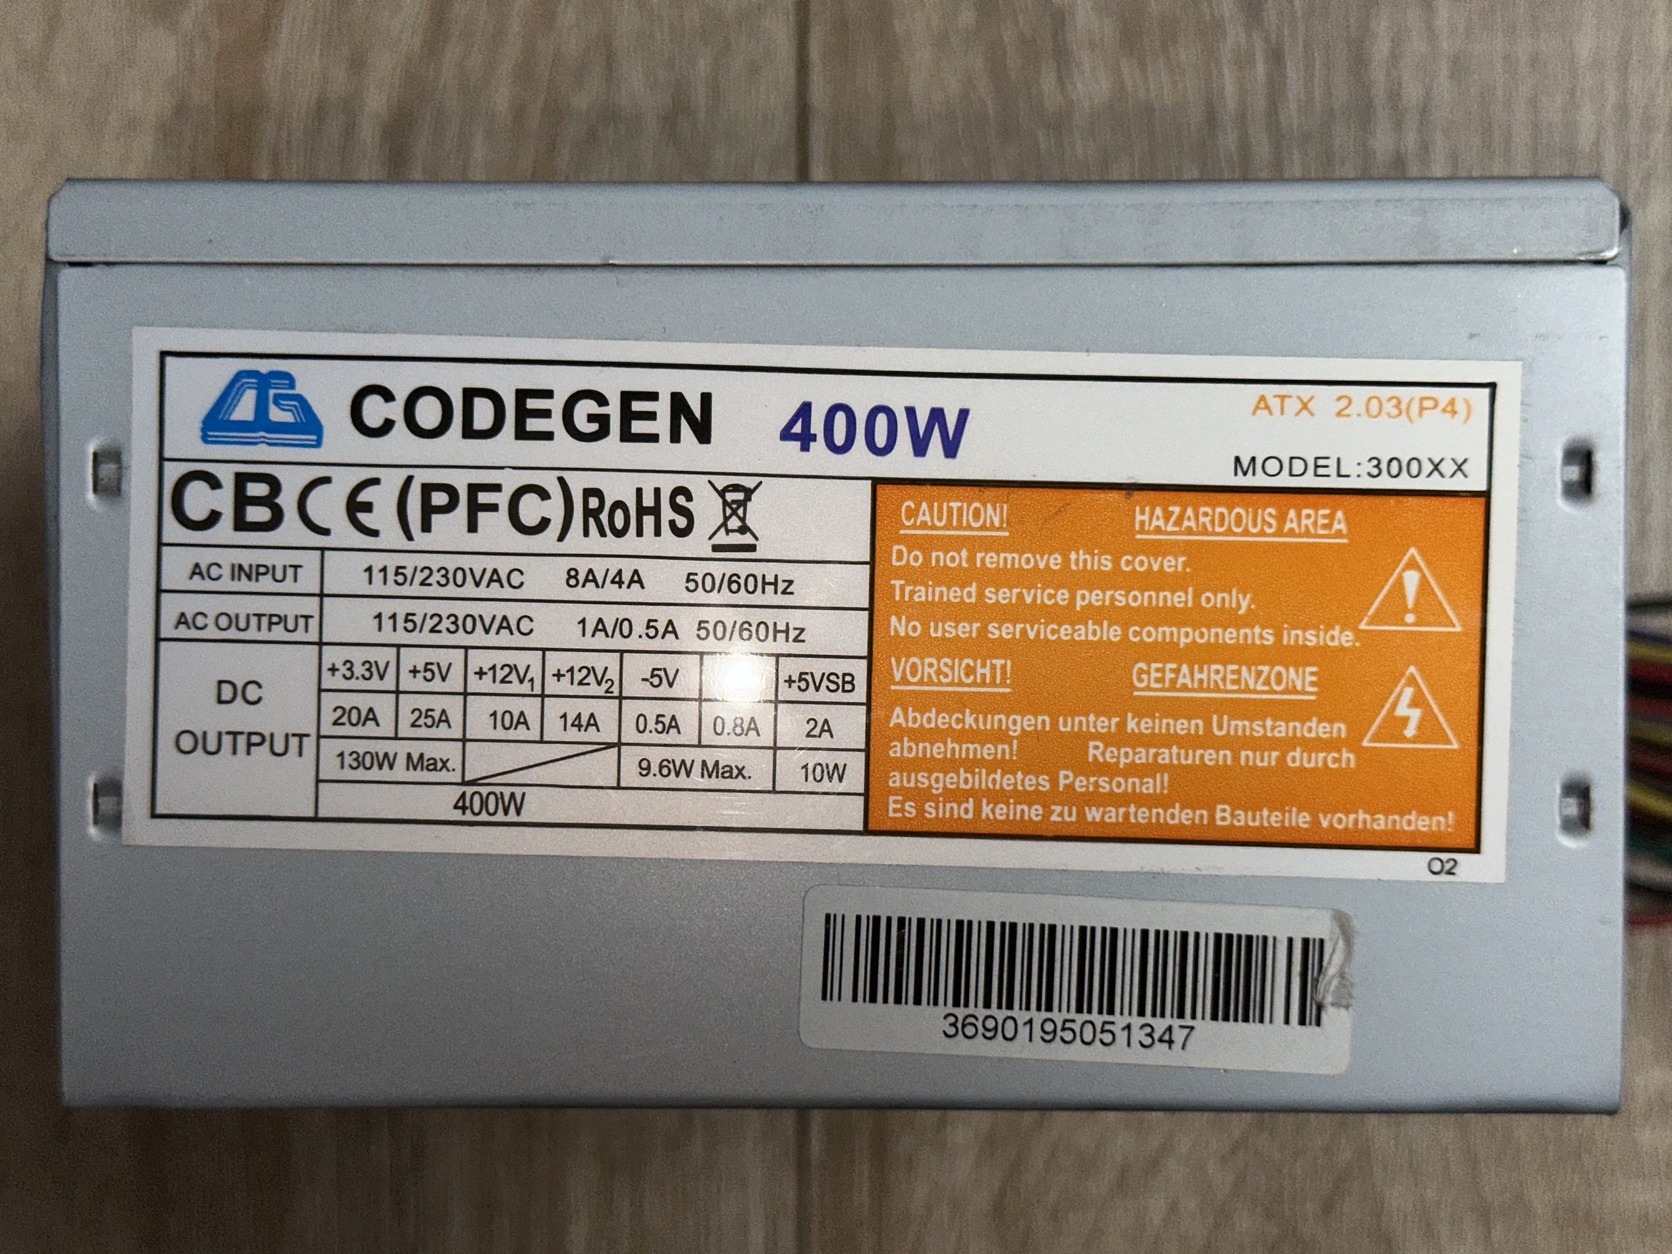 CODEGEN 400W
ATX 2.03(P4)
MODEL:300XX
CB CE (PFC) RoHS
AC INPUT 115/230VAC 8A/4A 50/60Hz
AC OUTPUT 115/230VAC 1A/0.5A 50/60Hz
DC OUTPUT
+3.3V +5V +12V1 +12V2 -5V +5VSB
20A 25A 10A 14A 0.5A 0.8A 2A
130W Max. 9.6W Max. 10W
400W
CAUTION! HAZARDOUS AREA
Do not remove this cover.
Trained service personnel only.
No user serviceable components inside.
VORSICHT! GEFAHRENZONE
Abdeckungen unter keinen Umstanden
abnehmen! Reparaturen nur durch
ausgebildetes Personal!
Es sind keine zu wartenden Bauteile vorhanden!
O2
3690195051347